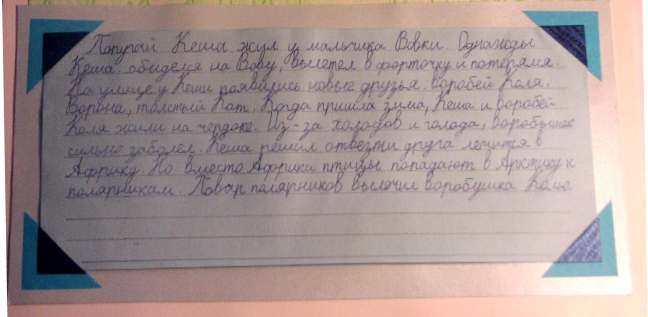 Попугай Кеша жил у мальчика Вовки. Однажды
Кеша обиделся на Вову, вылетел в форточку и потерялся.
На улице у Кеши появились новые друзья: воробей Коля,
Ворона, толстый Кот. Когда пришла зима, Кеша и воробей
Коля жили на чердаке. Из-за холодов и голода, воробушек
сильно заболел. Кеша решил отвезти друга лечится в
Африку. Но вместо Африки птицы попадают в Арктику к
полярникам. Повар полярников вылечил воробушка Колю.